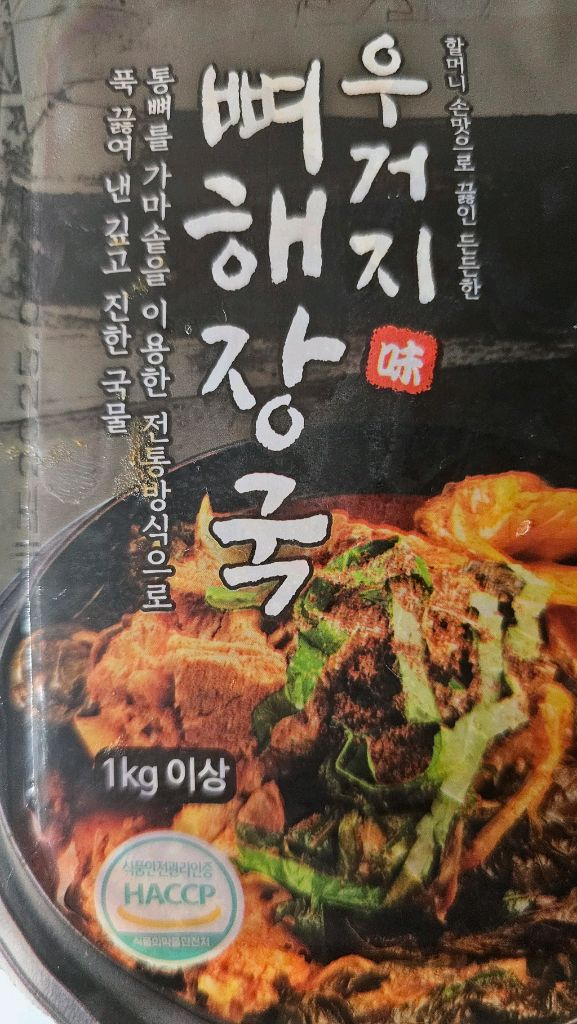 할머니 손맛으로 끓인 든든한
우거지
味
뼈해장국
통뼈를 가마솥을 이용한 전통방식으로
푹 끓여 낸 깊고 진한 국물
1kg 이상
식품안전관리인증
HACCP
식품의약품안전처